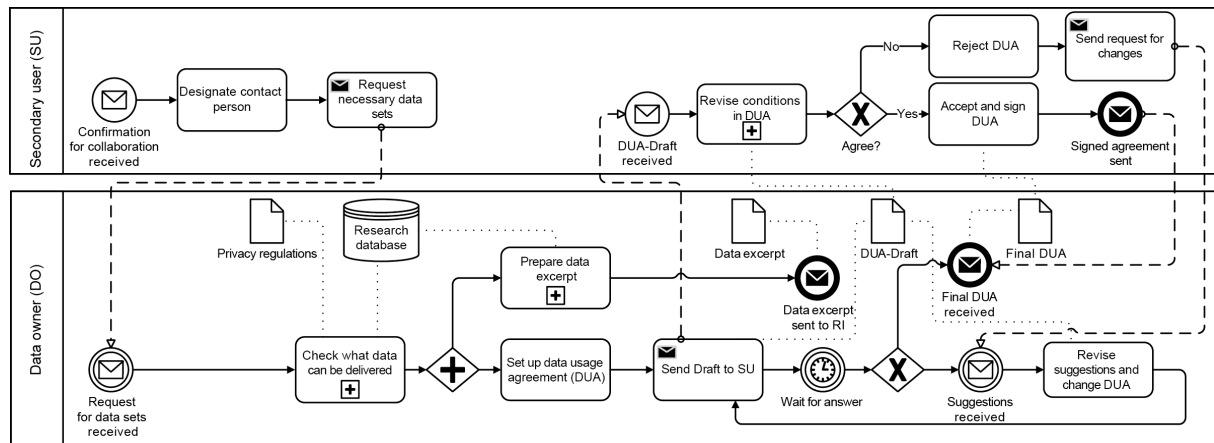 Secondary user (SU)
Confirmation
for collaboration
received
Designate contact
person
Request
necessary data
sets
DUA-Draft
received
Revise conditions
in DUA
Agree?
No
Yes
Reject DUA
Send request for
changes
Accept and sign
DUA
Signed agreement
sent
Data owner (DO)
Request
for data sets
received
Privacy regulations
Research
database
Check what data
can be delivered
Prepare data
excerpt
Set up data usage
agreement (DUA)
Data excerpt
Data excerpt
sent to RI
Send Draft to SU
Wait for answer
DUA-Draft
Final DUA
Final DUA
received
Suggestions
received
Revise
suggestions and
change DUA